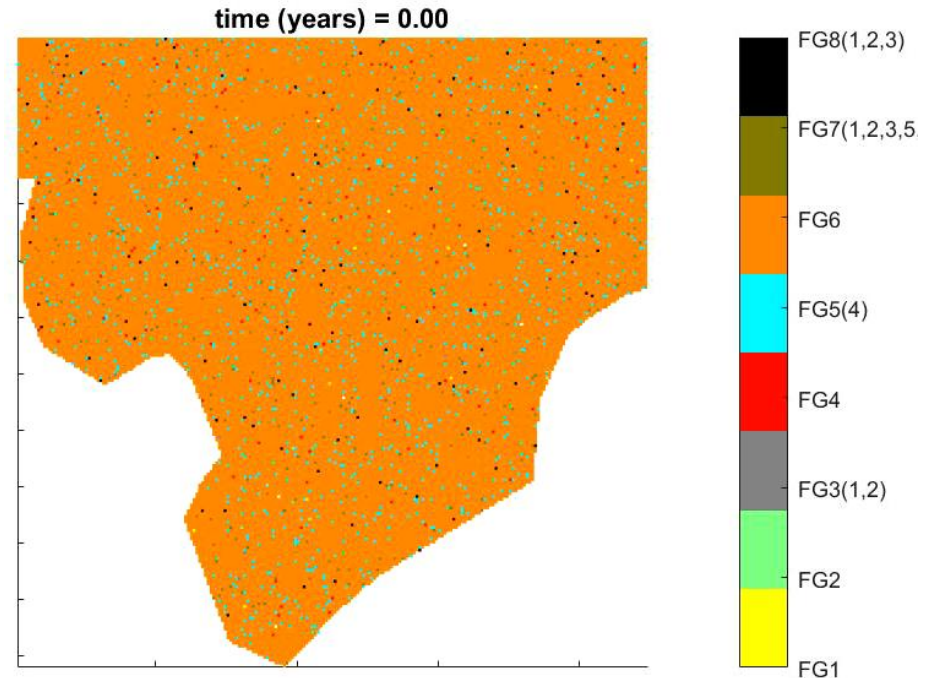 time (years) = 0.00
FG8(1,2,3)
FG7(1,2,3,5
FG6
FG5(4)
FG4
FG3(1,2)
FG2
FG1